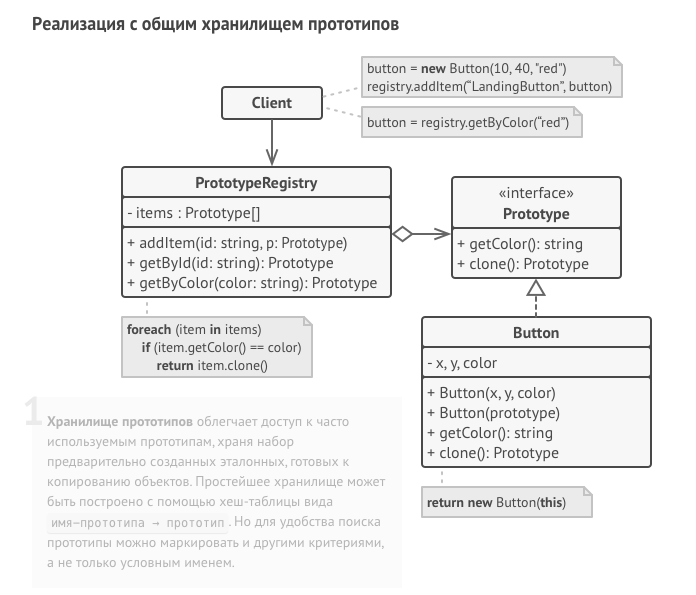 Реализация с общим хранилищем прототипов
button = new Button(10, 40, "red")
registry.addItem(“LandingButton”, button)
Client
button = registry.getByColor(“red”)
PrototypeRegistry
- items : Prototype[]
+ addItem(id: string, p: Prototype)
+ getById(id: string): Prototype
+ getByColor(color: string): Prototype
«interface»
Prototype
+ getColor(): string
+ clone(): Prototype
foreach (item in items)
if (item.getColor() == color)
return item.clone()
Button
- x, y, color
+ Button(x, y, color)
+ Button(prototype)
+ getColor(): string
+ clone(): Prototype
return new Button(this)
1
Хранилище прототипов облегчает доступ к часто
используемым прототипам, храня набор
предварительно созданных эталонных, готовых к
копированию объектов. Простейшее хранилище может
быть построено с помощью хеш-таблицы вида
имя-прототипа → прототип . Но для удобства поиска
прототипы можно маркировать и другими критериями,
а не только условным именем.